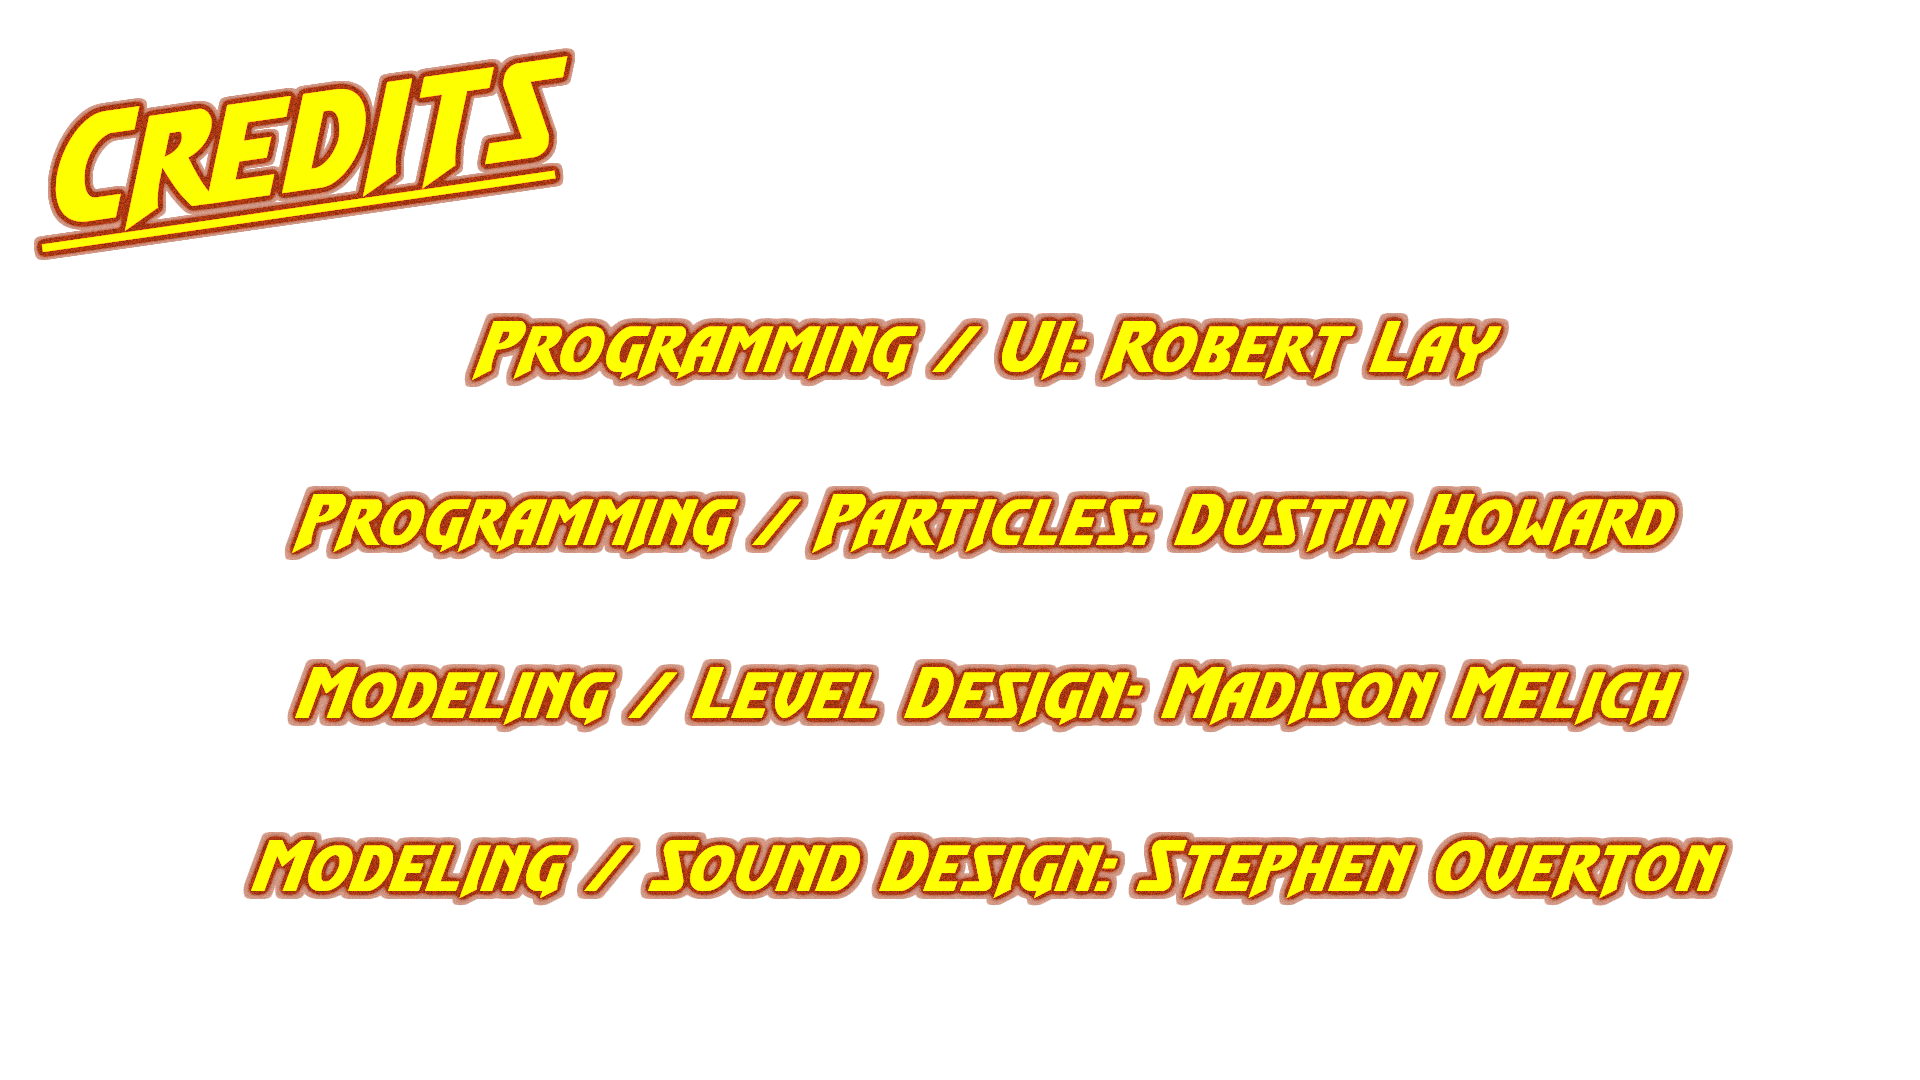 Credits
Programming / UI: Robert Lay
Programming / Particles: Dustin Howard
Modeling / Level Design: Madison Melich
Modeling / Sound Design: Stephen Overton